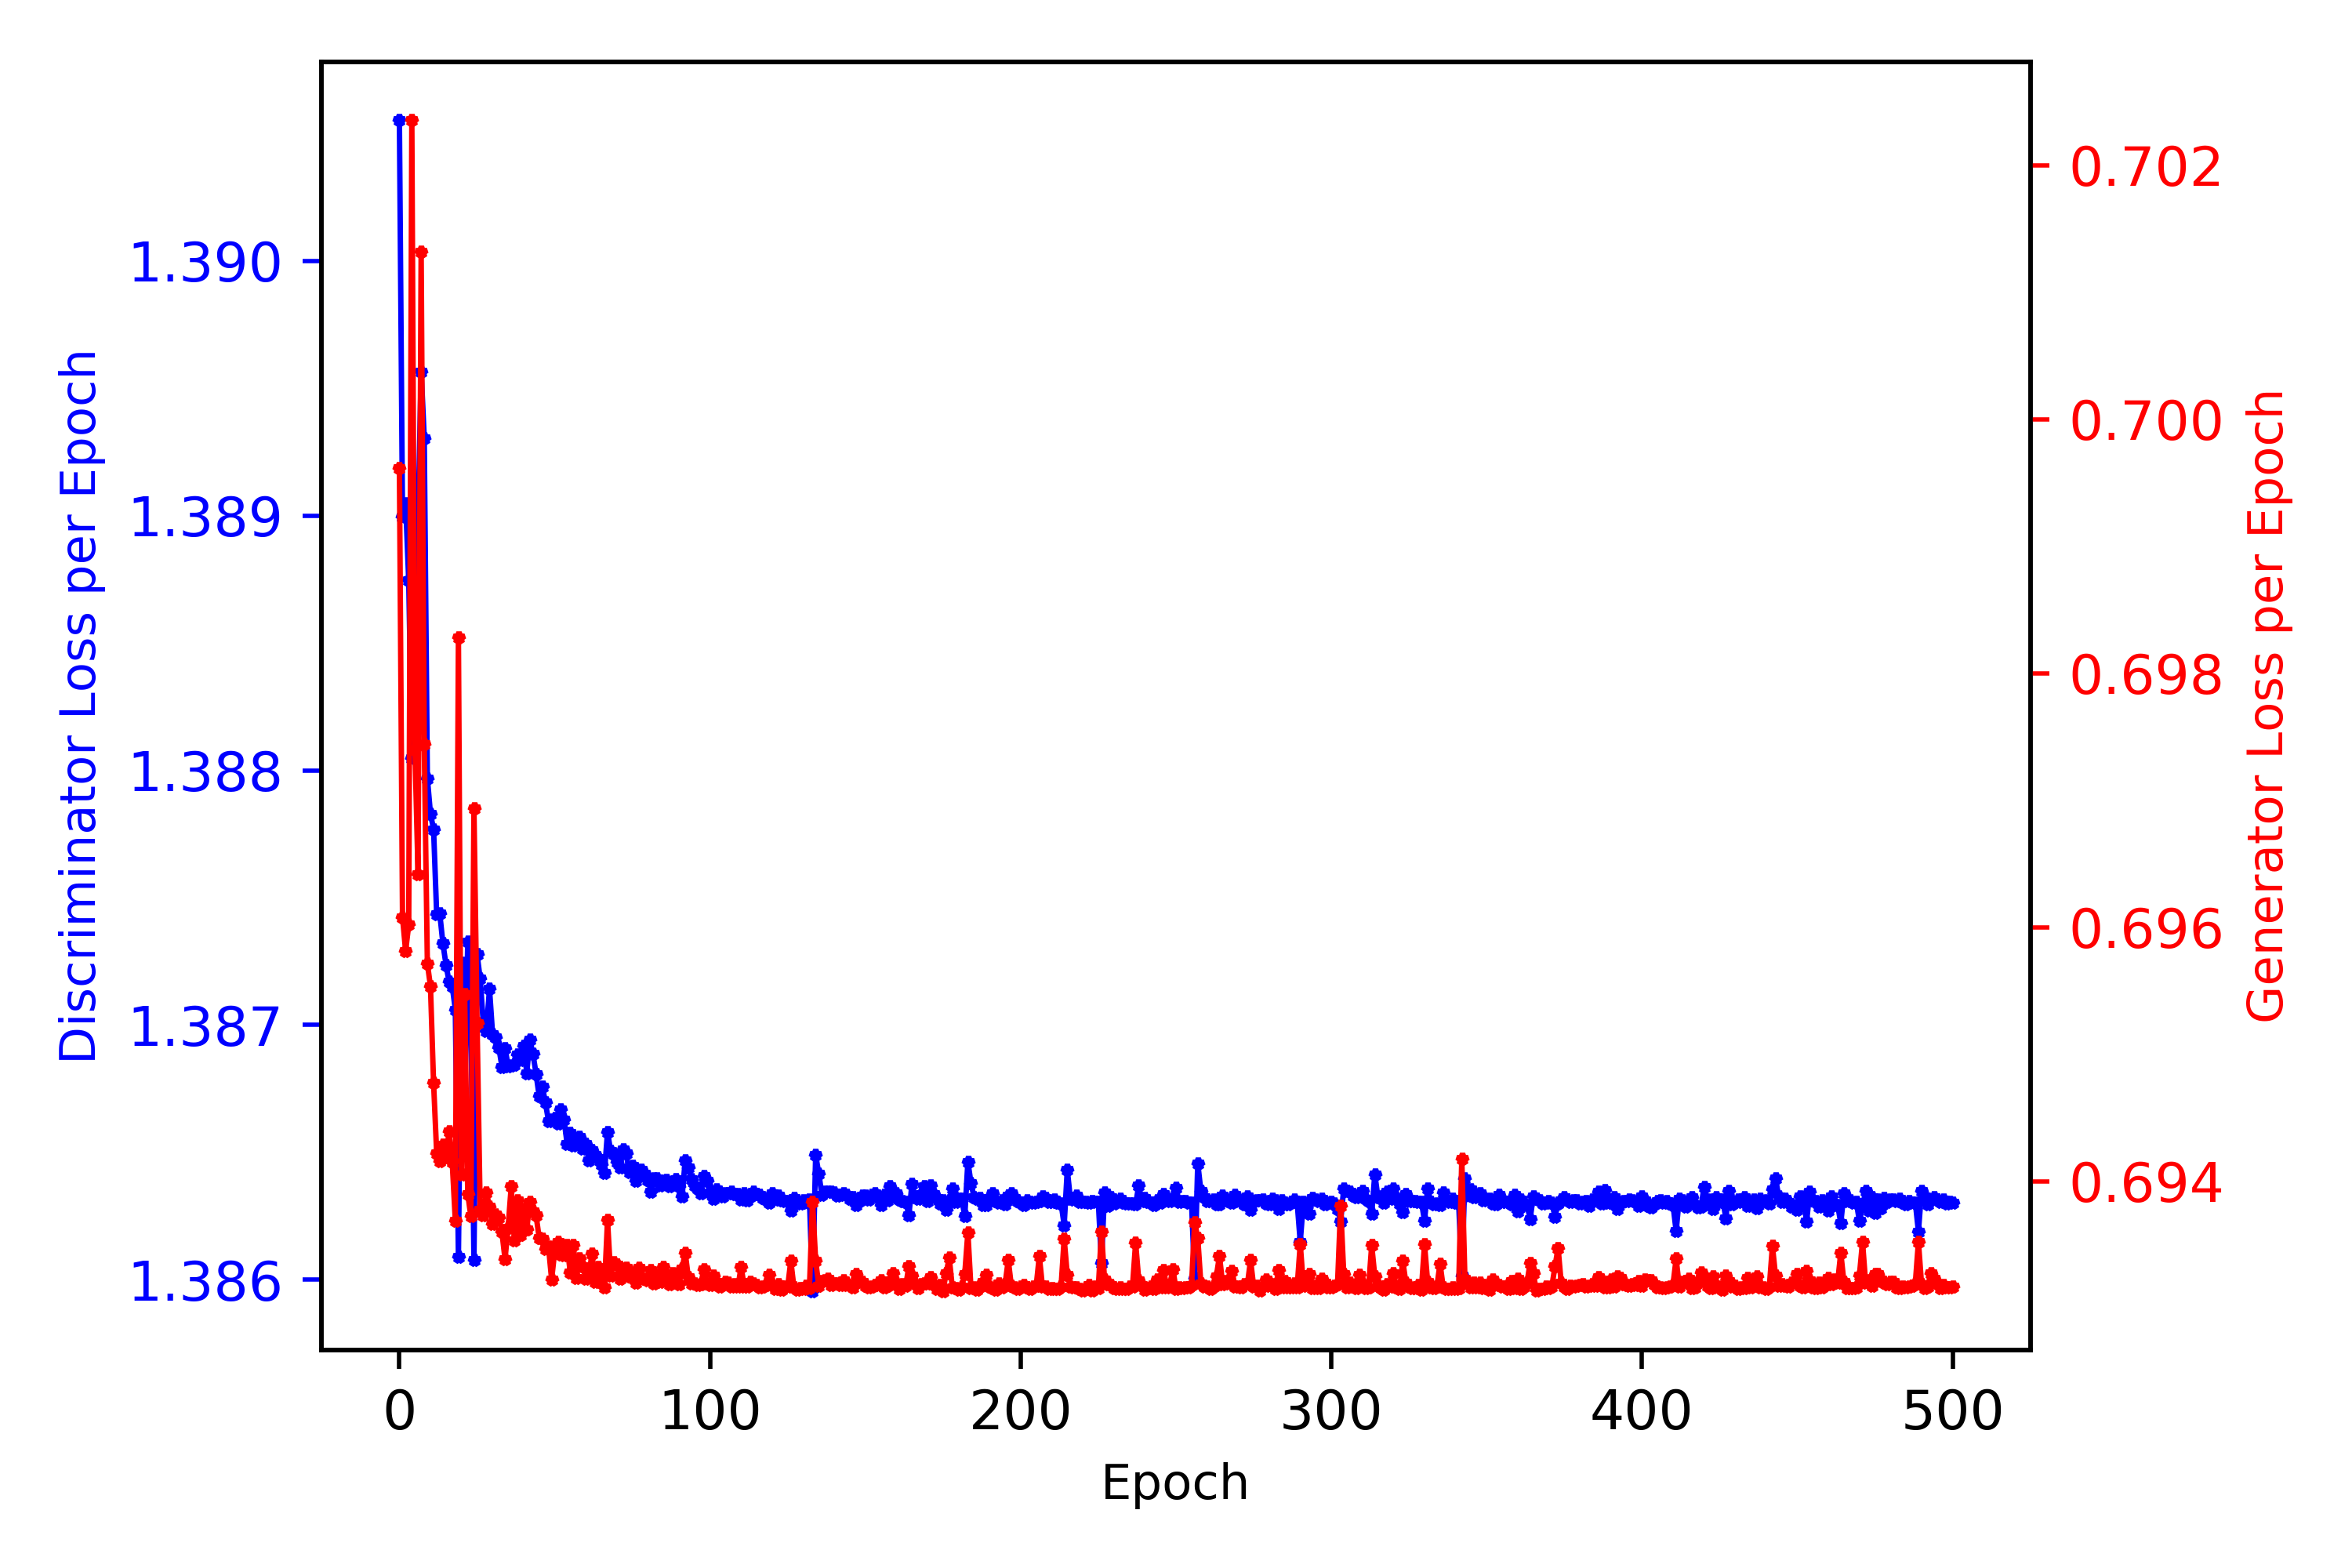 Discriminator Loss per Epoch
1.390
1.389
1.388
1.387
1.386
0.702
0.700
0.698
0.696
0.694
Generator Loss per Epoch
0 100 200 300 400 500
Epoch